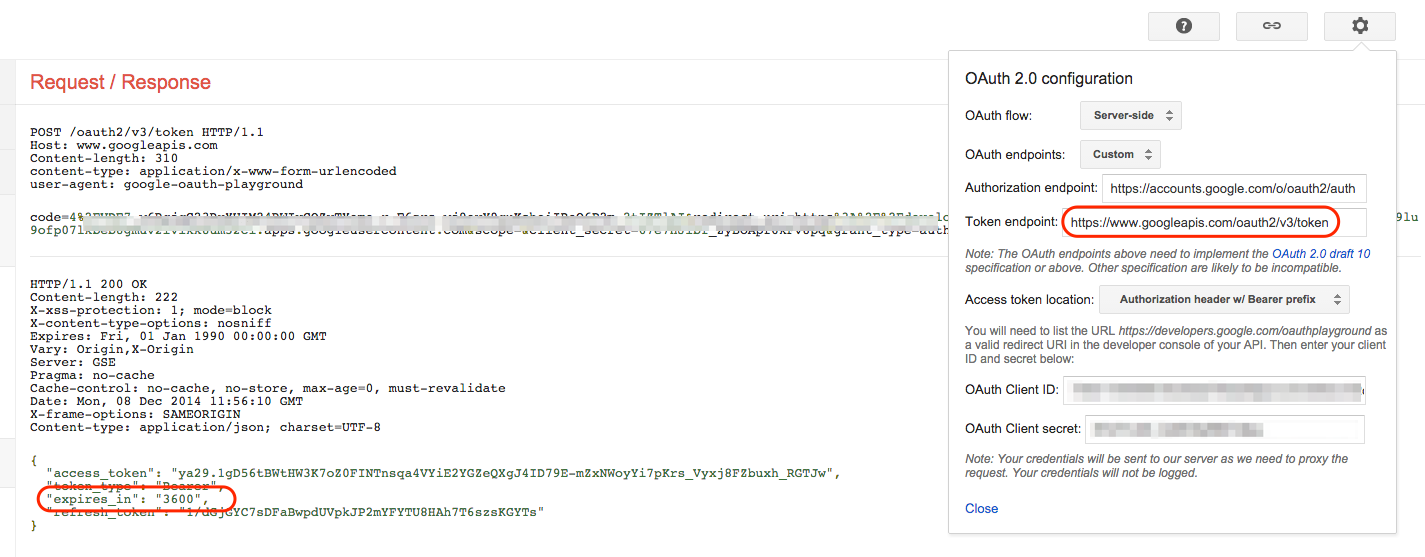 Request / Response
POST /oauth2/v3/token HTTP/1.1
Host: www.googleapis.com
Content-length: 310
content-type: application/x-www-form-urlencoded
user-agent: google-oauth-playground
HTTP/1.1 200 OK
Content-length: 222
X-xss-protection: 1; mode=block
X-content-type-options: nosniff
Expires: Fri, 01 Jan 1990 00:00:00 GMT
Vary: Origin,X-Origin
Server: GSE
Pragma: no-cache
Cache-control: no-cache, no-store, max-age=0, must-revalidate
Date: Mon, 08 Dec 2014 11:56:10 GMT
X-frame-options: SAMEORIGIN
Content-type: application/json; charset=UTF-8
{
"access_token": "ya29.1gD56tBWtHW3K7oZ0FINTnsqa4VYiE2YGZeQXgJ4ID79E-mZxNWoyYi7pKrs_Vyxj8FZbuxh_RGTJw",
"token_type": "Bearer",
"expires_in": "3600",
"refresh_token": "1/dGjGYC7sDFaBwpdUVpkJP2mYFYTU8HAh7T6szsKGYTs"
}
OAuth 2.0 configuration
OAuth flow: Server-side
OAuth endpoints: Custom
Authorization endpoint: https://accounts.google.com/o/oauth2/auth
Token endpoint: https://www.googleapis.com/oauth2/v3/token
Note: The OAuth endpoints above need to implement the OAuth 2.0 draft 10
specification or above. Other specification are likely to be incompatible.
Access token location: Authorization header w/ Bearer prefix
You will need to list the URL https://developers.google.com/oauthplayground as
a valid redirect URI in the developer console of your API. Then enter your client
ID and secret below:
OAuth Client ID:
OAuth Client secret:
Note: Your credentials will be sent to our server as we need to proxy the
request. Your credentials will not be logged.
Close